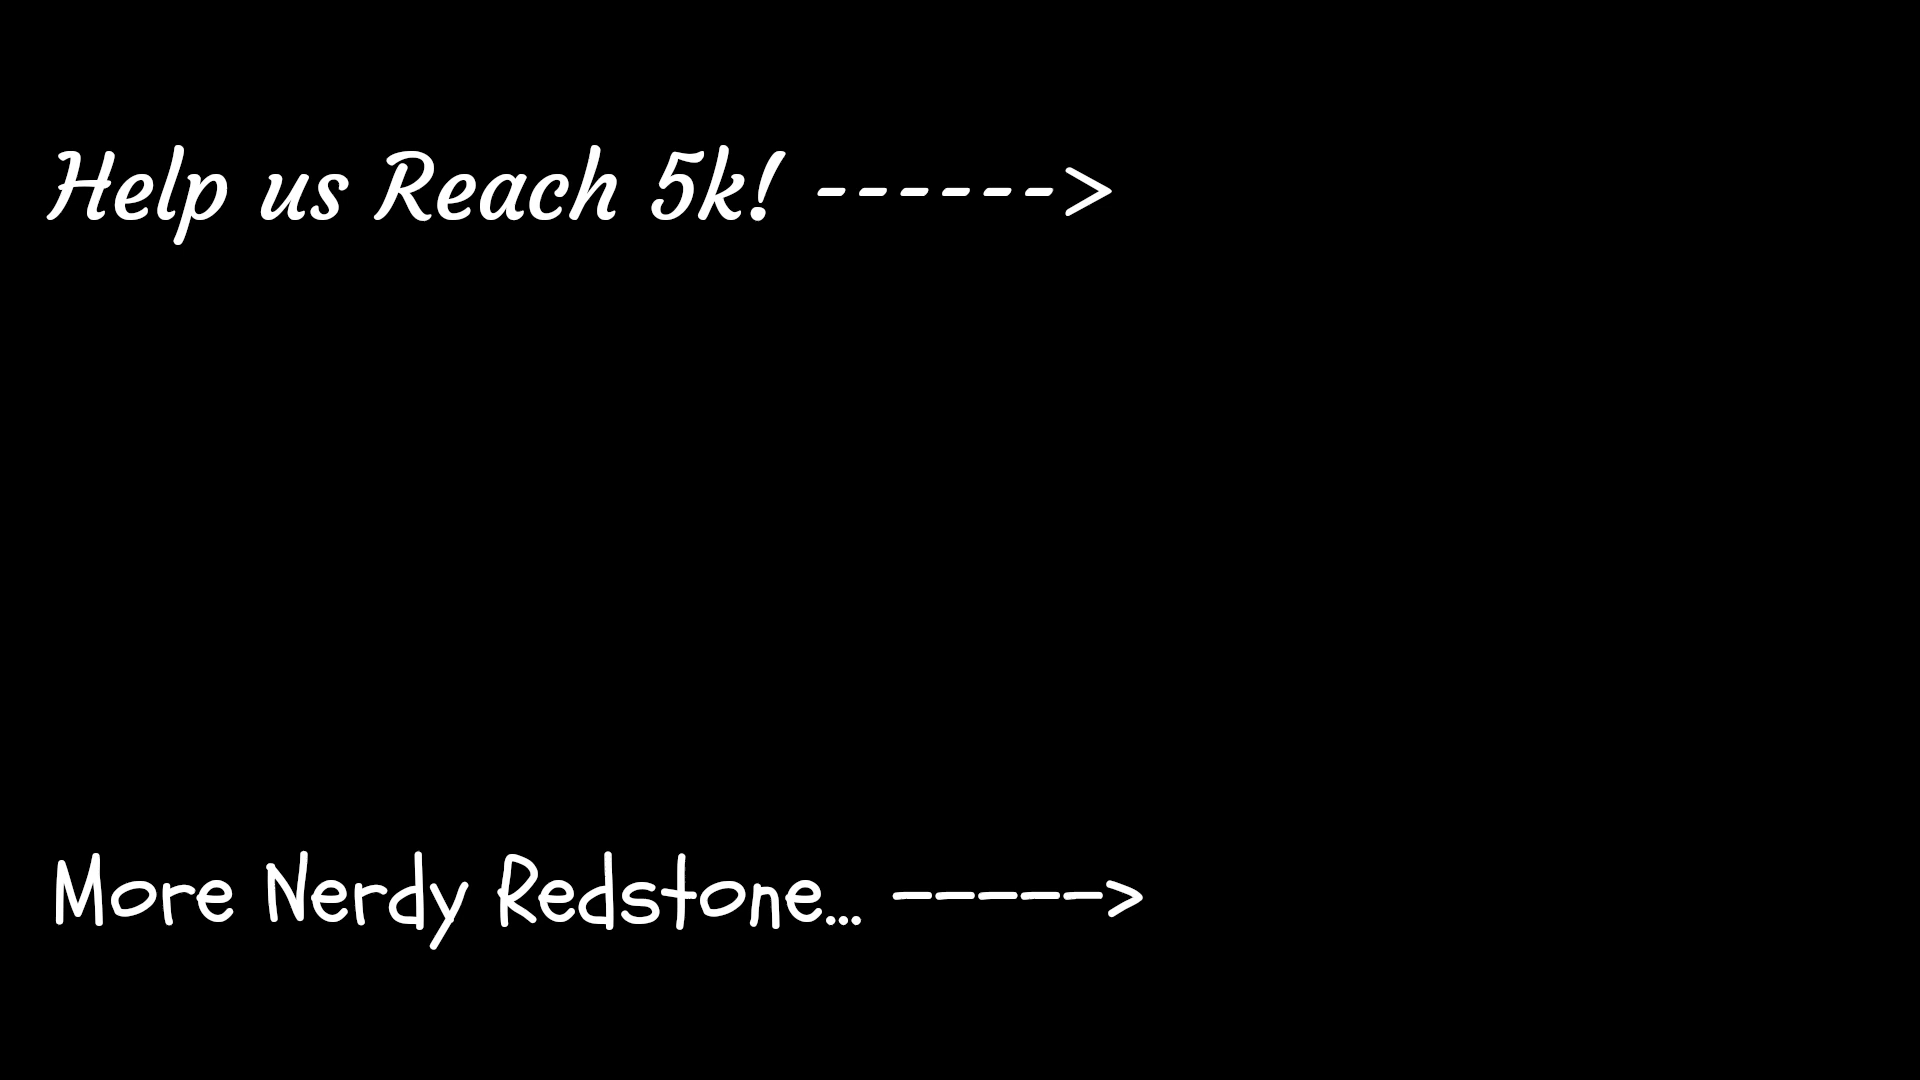 Help us Reach 5k! ------>
More Nerdy Redstone... ----->